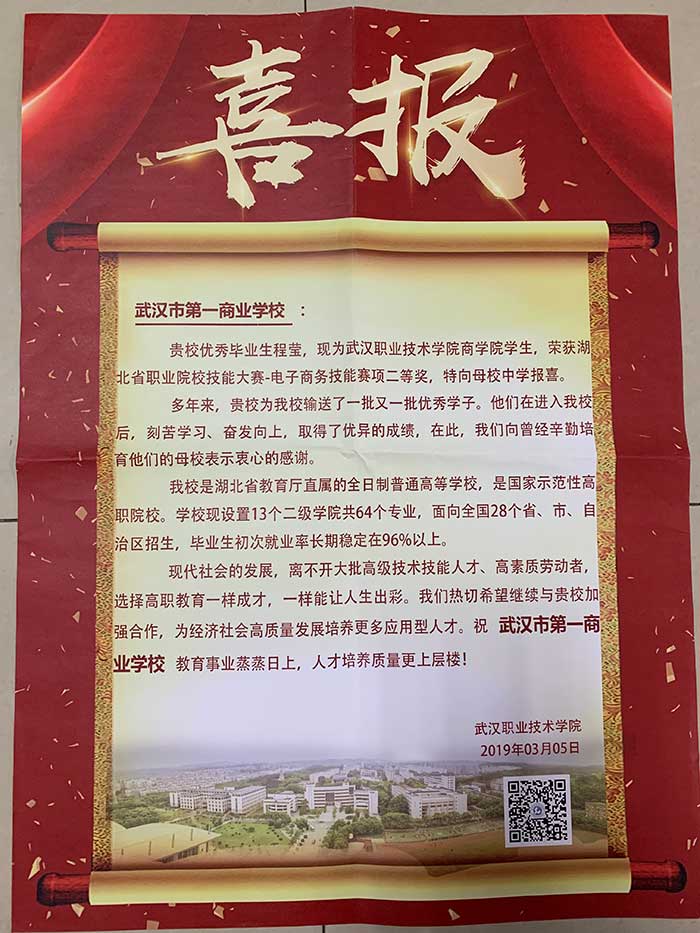 喜报
武汉市第一商业学校 ：
贵校优秀毕业生程莹，现为武汉职业技术学院商学院学生，荣获湖
北省职业院校技能大赛-电子商务技能赛项二等奖，特向母校中学报喜。
多年来，贵校为我校输送了一批又一批优秀学子。他们在进入我校
后，刻苦学习、奋发向上，取得了优异的成绩，在此，我们向曾经辛勤培
育他们的母校表示衷心的感谢。
我校是湖北省教育厅直属的全日制普通高等学校，是国家示范性高
职院校。学校现设置13个二级学院共64个专业，面向全国28个省、市、自
治区招生，毕业生初次就业率长期稳定在96%以上。
现代社会的发展，离不开大批高级技术技能人才、高素质劳动者，
选择高职教育一样成才，一样能让人生出彩。我们热切希望继续与贵校加
强合作，为经济社会高质量发展培养更多应用型人才。祝 武汉市第一商
业学校 教育事业蒸蒸日上，人才培养质量更上层楼！
武汉职业技术学院
2019年03月05日